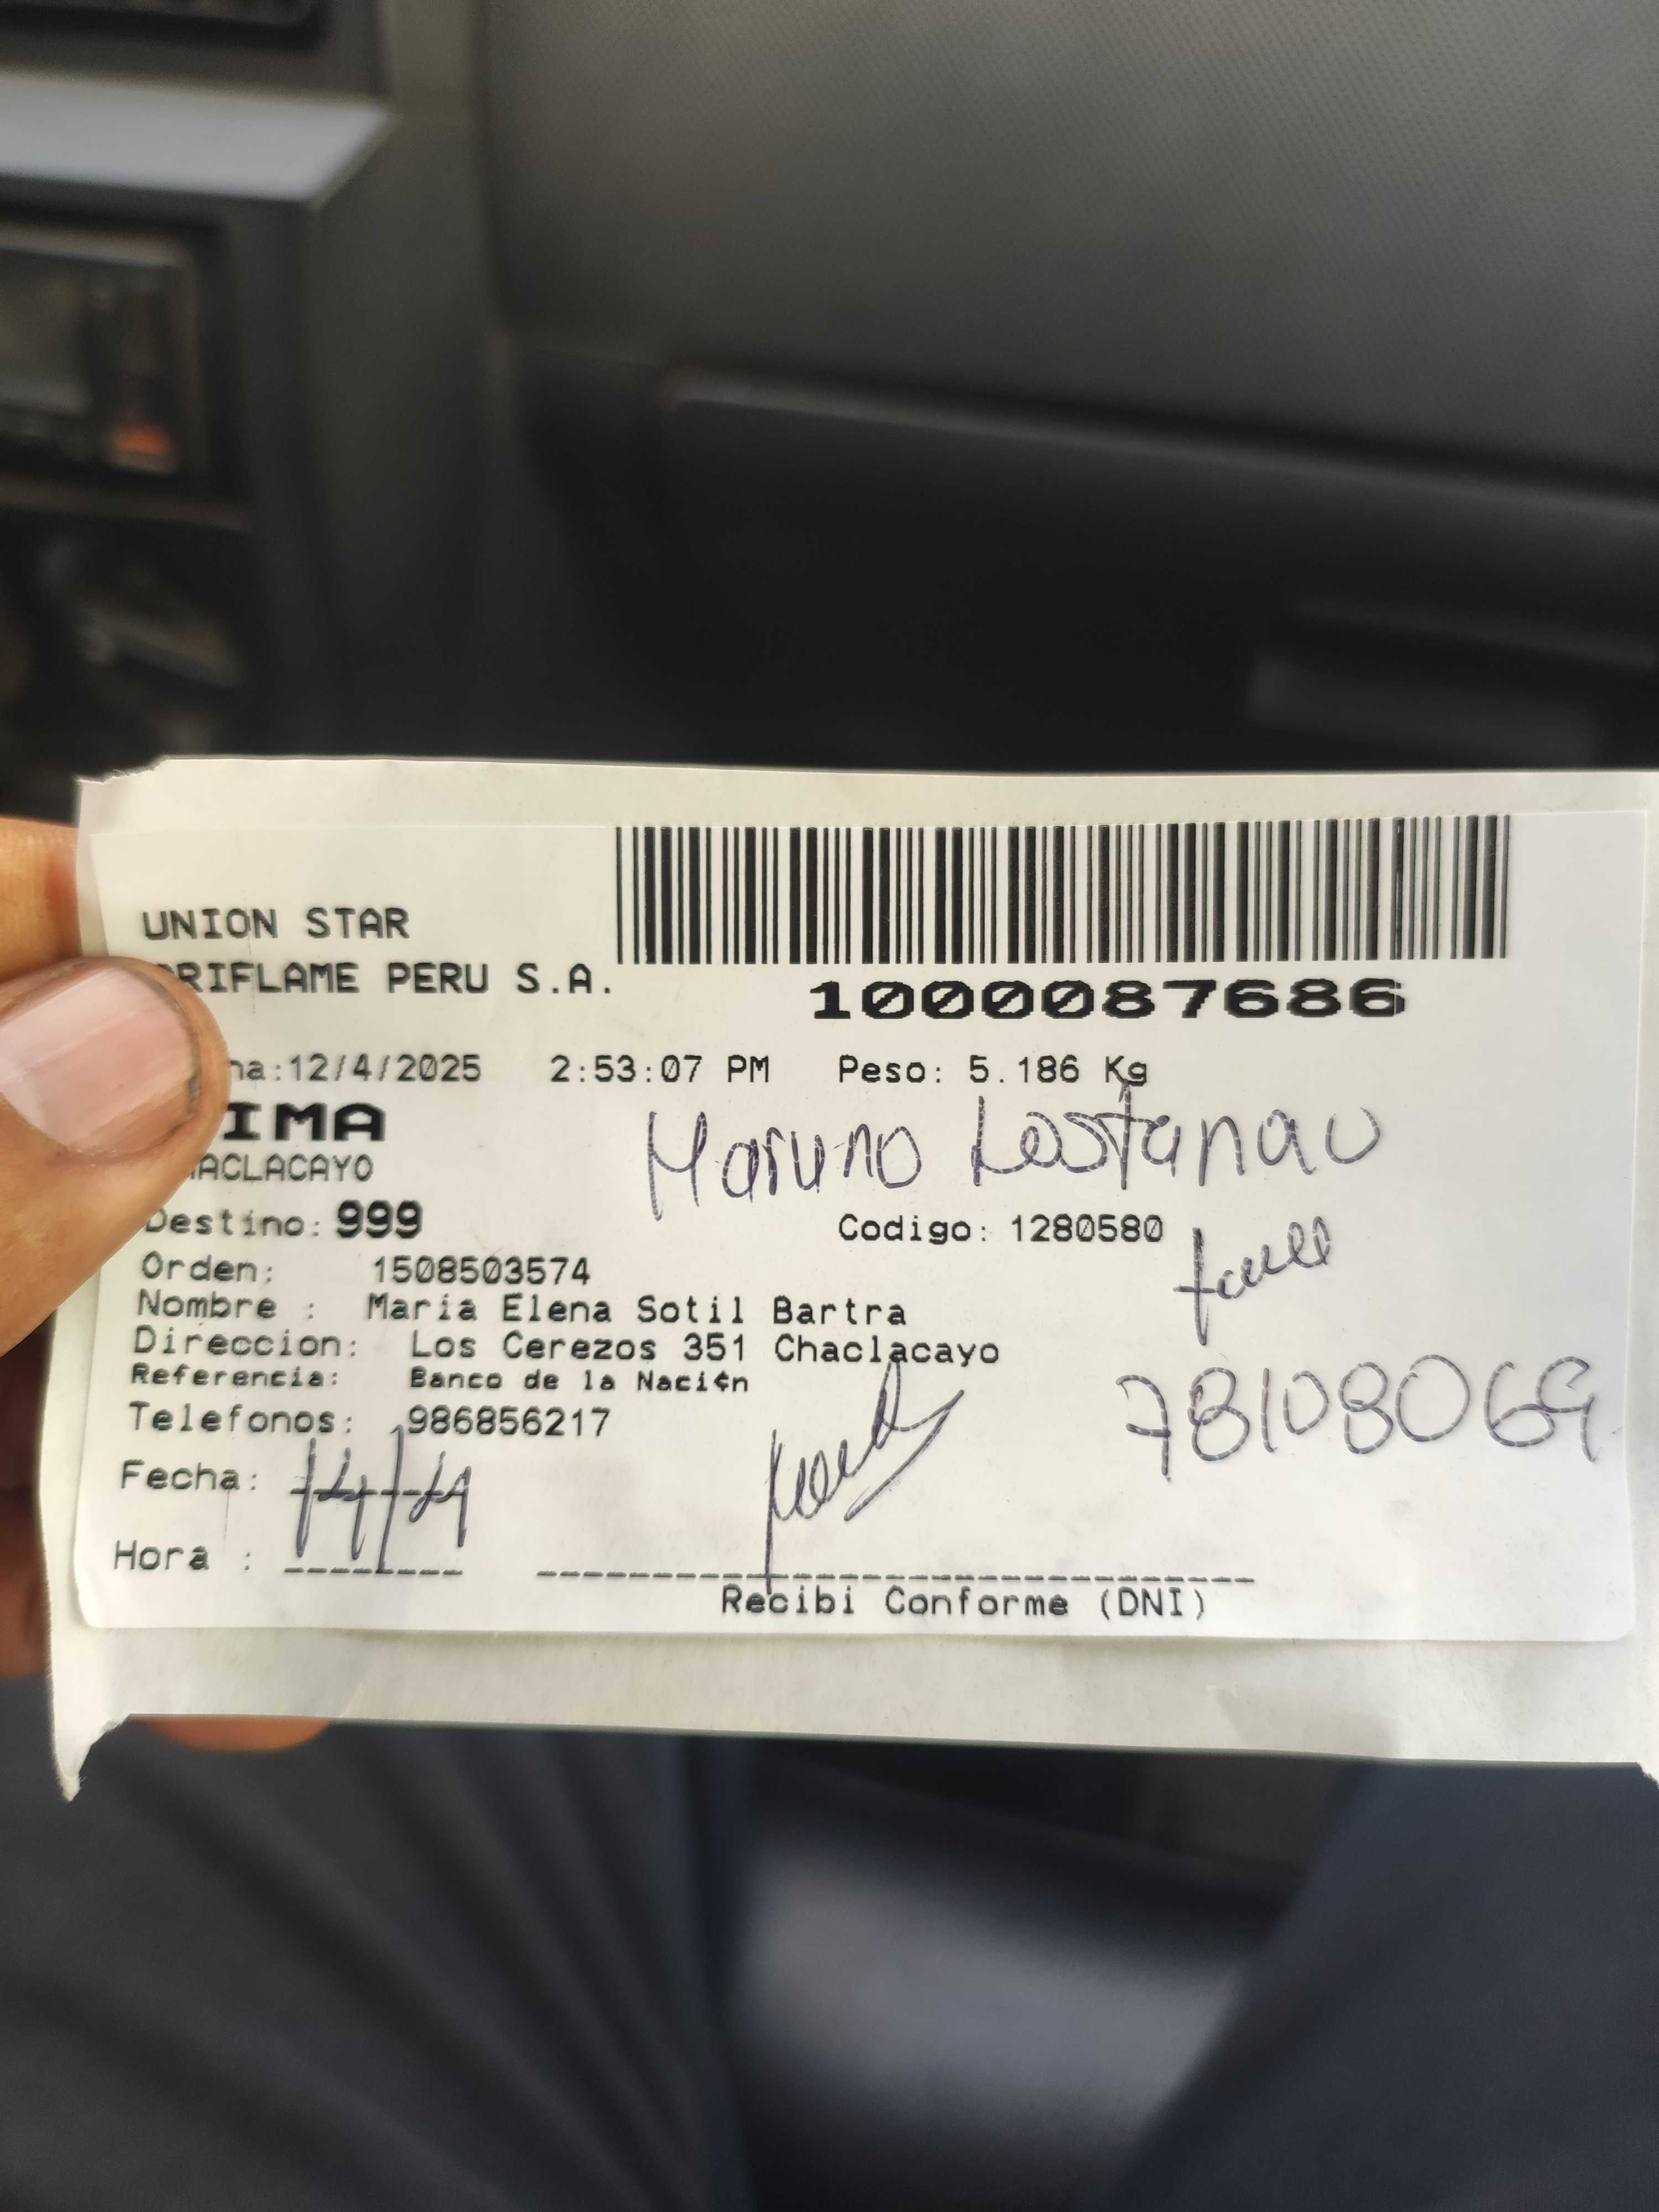 UNION STAR
ORIFLAME PERU S.A.
1000087686
ha:12/4/2025 2:53:07 PM Peso: 5.186 Kg
IMA
HACLACAYO
Destino: 999
Codigo: 1280580
Orden: 1508503574
Nombre : Maria Elena Sotil Bartra
Direccion: Los Cerezos 351 Chaclacayo
Referencia: Banco de la Naci¢n
78108069
Telefonos: 986856217
Fecha:
Hora :
Recibi Conforme (DNI)